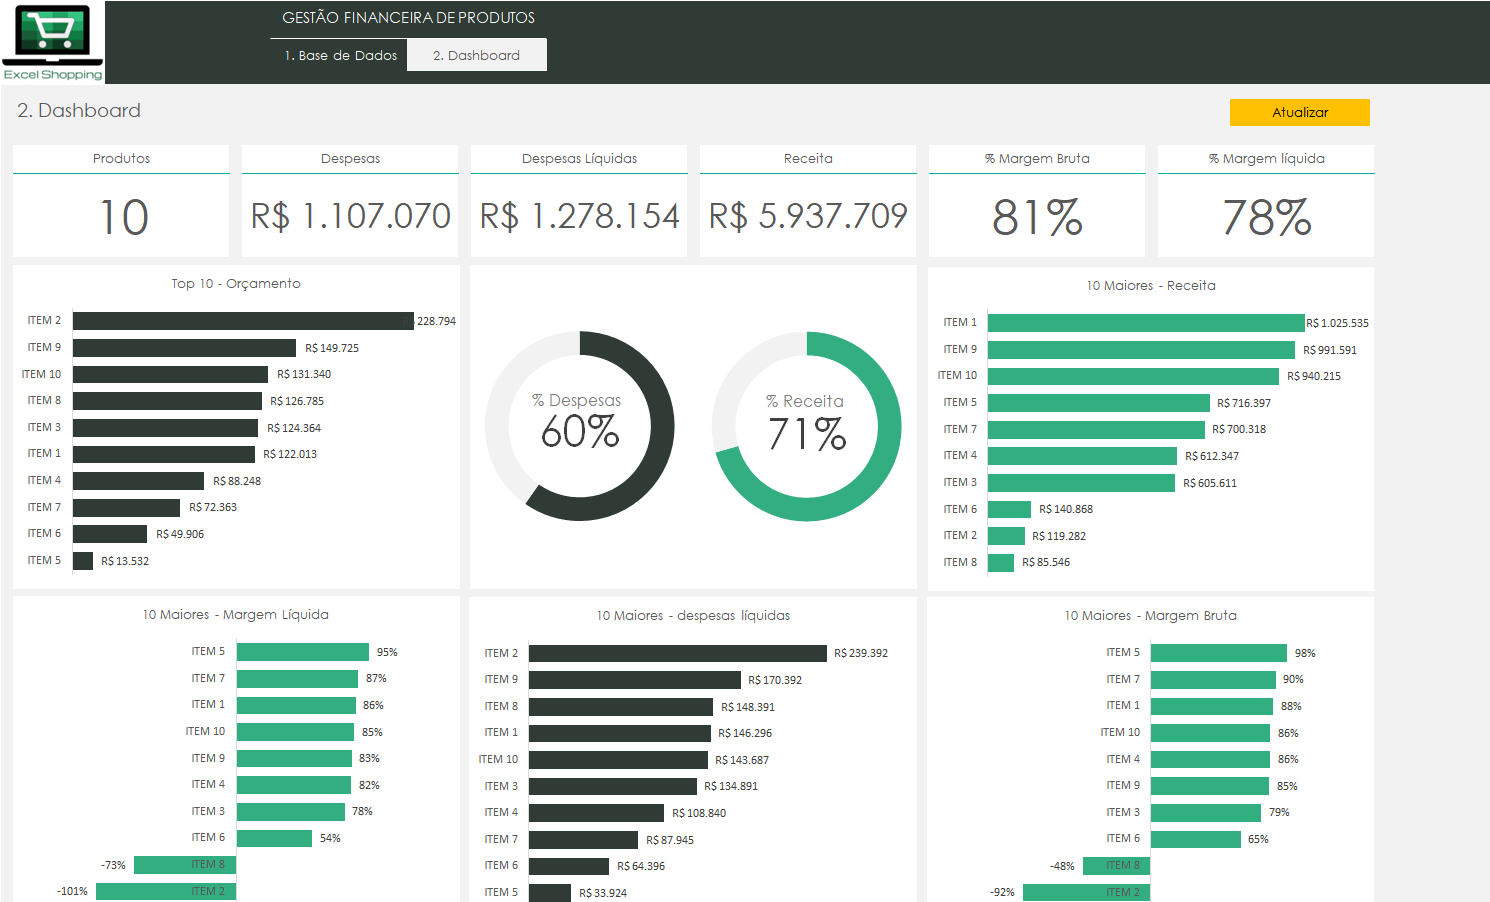 GESTÃO FINANCEIRA DE PRODUTOS
Excel Shopping
1. Base de Dados
2. Dashboard
2. Dashboard
Atualizar
Produtos
10
Despesas
R$ 1.107.070
Despesas Líquidas
R$ 1.278.154
Receita
R$ 5.937.709
% Margem Bruta
81%
% Margem líquida
78%
Top 10 - Orçamento
ITEM 2 228.794
ITEM 9 R$ 149.725
ITEM 10 R$ 131.340
ITEM 8 R$ 126.785
ITEM 3 R$ 124.364
ITEM 1 R$ 122.013
ITEM 4 R$ 88.248
ITEM 7 R$ 72.363
ITEM 6 R$ 49.906
ITEM 5 R$ 13.532
% Despesas
60%
% Receita
71%
10 Maiores - Receita
ITEM 1 R$ 1.025.535
ITEM 9 R$ 991.591
ITEM 10 R$ 940.215
ITEM 5 R$ 716.397
ITEM 7 R$ 700.318
ITEM 4 R$ 612.347
ITEM 3 R$ 605.611
ITEM 6 R$ 140.868
ITEM 2 R$ 119.282
ITEM 8 R$ 85.546
10 Maiores - Margem Líquida
ITEM 5 95%
ITEM 7 87%
ITEM 1 86%
ITEM 10 85%
ITEM 9 83%
ITEM 4 82%
ITEM 3 78%
ITEM 6 54%
-73% ITEM 8
-101% ITEM 2
10 Maiores - despesas líquidas
ITEM 2 R$ 239.392
ITEM 9 R$ 170.392
ITEM 8 R$ 148.391
ITEM 1 R$ 146.296
ITEM 10 R$ 143.687
ITEM 3 R$ 134.891
ITEM 4 R$ 108.840
ITEM 7 R$ 87.945
ITEM 6 R$ 64.396
ITEM 5 R$ 33.924
10 Maiores - Margem Bruta
ITEM 5 98%
ITEM 7 90%
ITEM 1 88%
ITEM 10 86%
ITEM 4 86%
ITEM 9 85%
ITEM 3 79%
ITEM 6 65%
-48% ITEM 8
-92% ITEM 2